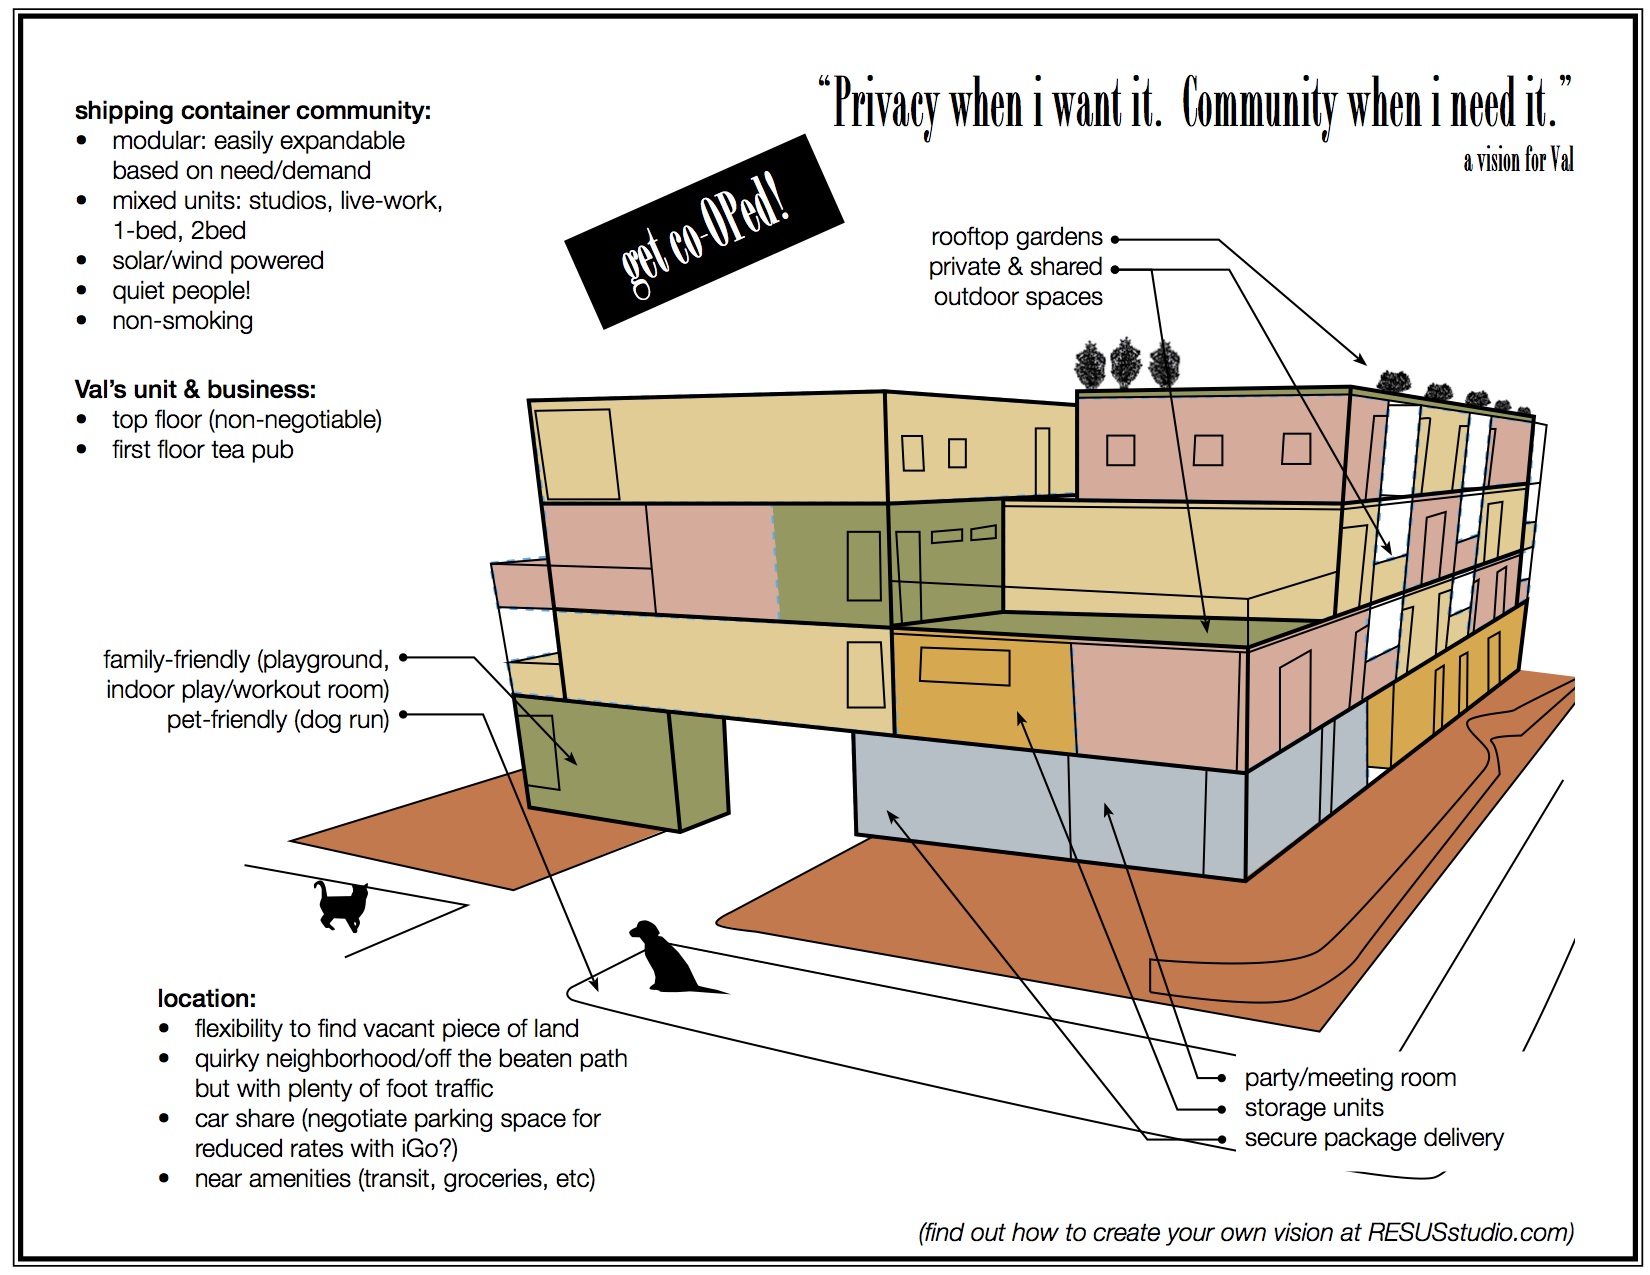 “Privacy when i want it. Community when i need it.”
a vision for Val
get co-OPed!
shipping container community:
• modular: easily expandable
based on need/demand
• mixed units: studios, live-work,
1-bed, 2bed
• solar/wind powered
• quiet people!
• non-smoking
Val’s unit & business:
• top floor (non-negotiable)
• first floor tea pub
rooftop gardens
private & shared
outdoor spaces
family-friendly (playground,
indoor play/workout room)
pet-friendly (dog run)
location:
• flexibility to find vacant piece of land
• quirky neighborhood/off the beaten path
but with plenty of foot traffic
• car share (negotiate parking space for
reduced rates with iGo?)
• near amenities (transit, groceries, etc)
party/meeting room
storage units
secure package delivery
(find out how to create your own vision at RESUSstudio.com)